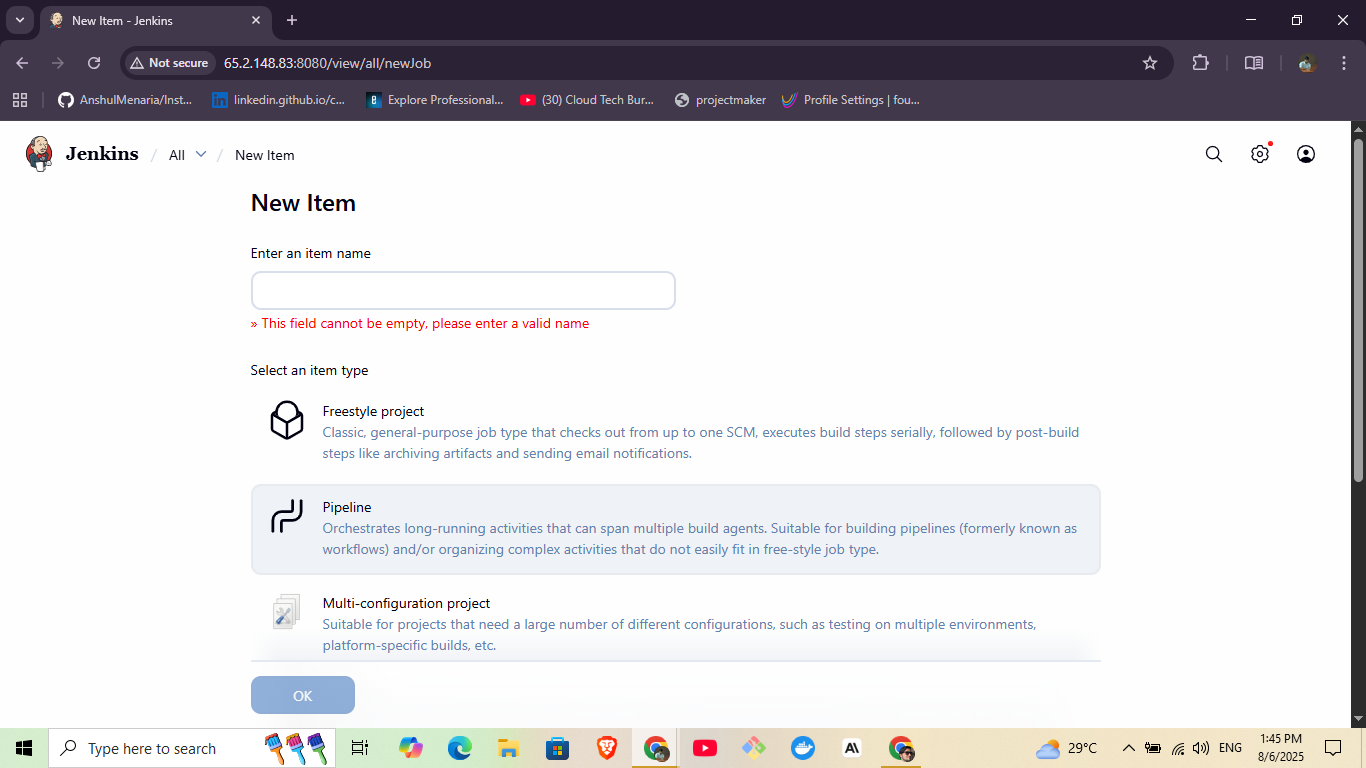 New Item - Jenkins
Not secure
65.2.148.83:8080/view/all/newJob
AnshulMenaria/Inst...
linkedin.github.io/c...
Explore Professional...
(30) Cloud Tech Bur...
projectmaker
Profile Settings | fou...
Jenkins / All / New Item
New Item
Enter an item name
» This field cannot be empty, please enter a valid name
Select an item type
Freestyle project
Classic, general-purpose job type that checks out from up to one SCM, executes build steps serially, followed by post-build
steps like archiving artifacts and sending email notifications.
Pipeline
Orchestrates long-running activities that can span multiple build agents. Suitable for building pipelines (formerly known as
workflows) and/or organizing complex activities that do not easily fit in free-style job type.
Multi-configuration project
Suitable for projects that need a large number of different configurations, such as testing on multiple environments,
platform-specific builds, etc.
OK
Type here to search
29°C
ENG
1:45 PM
8/6/2025